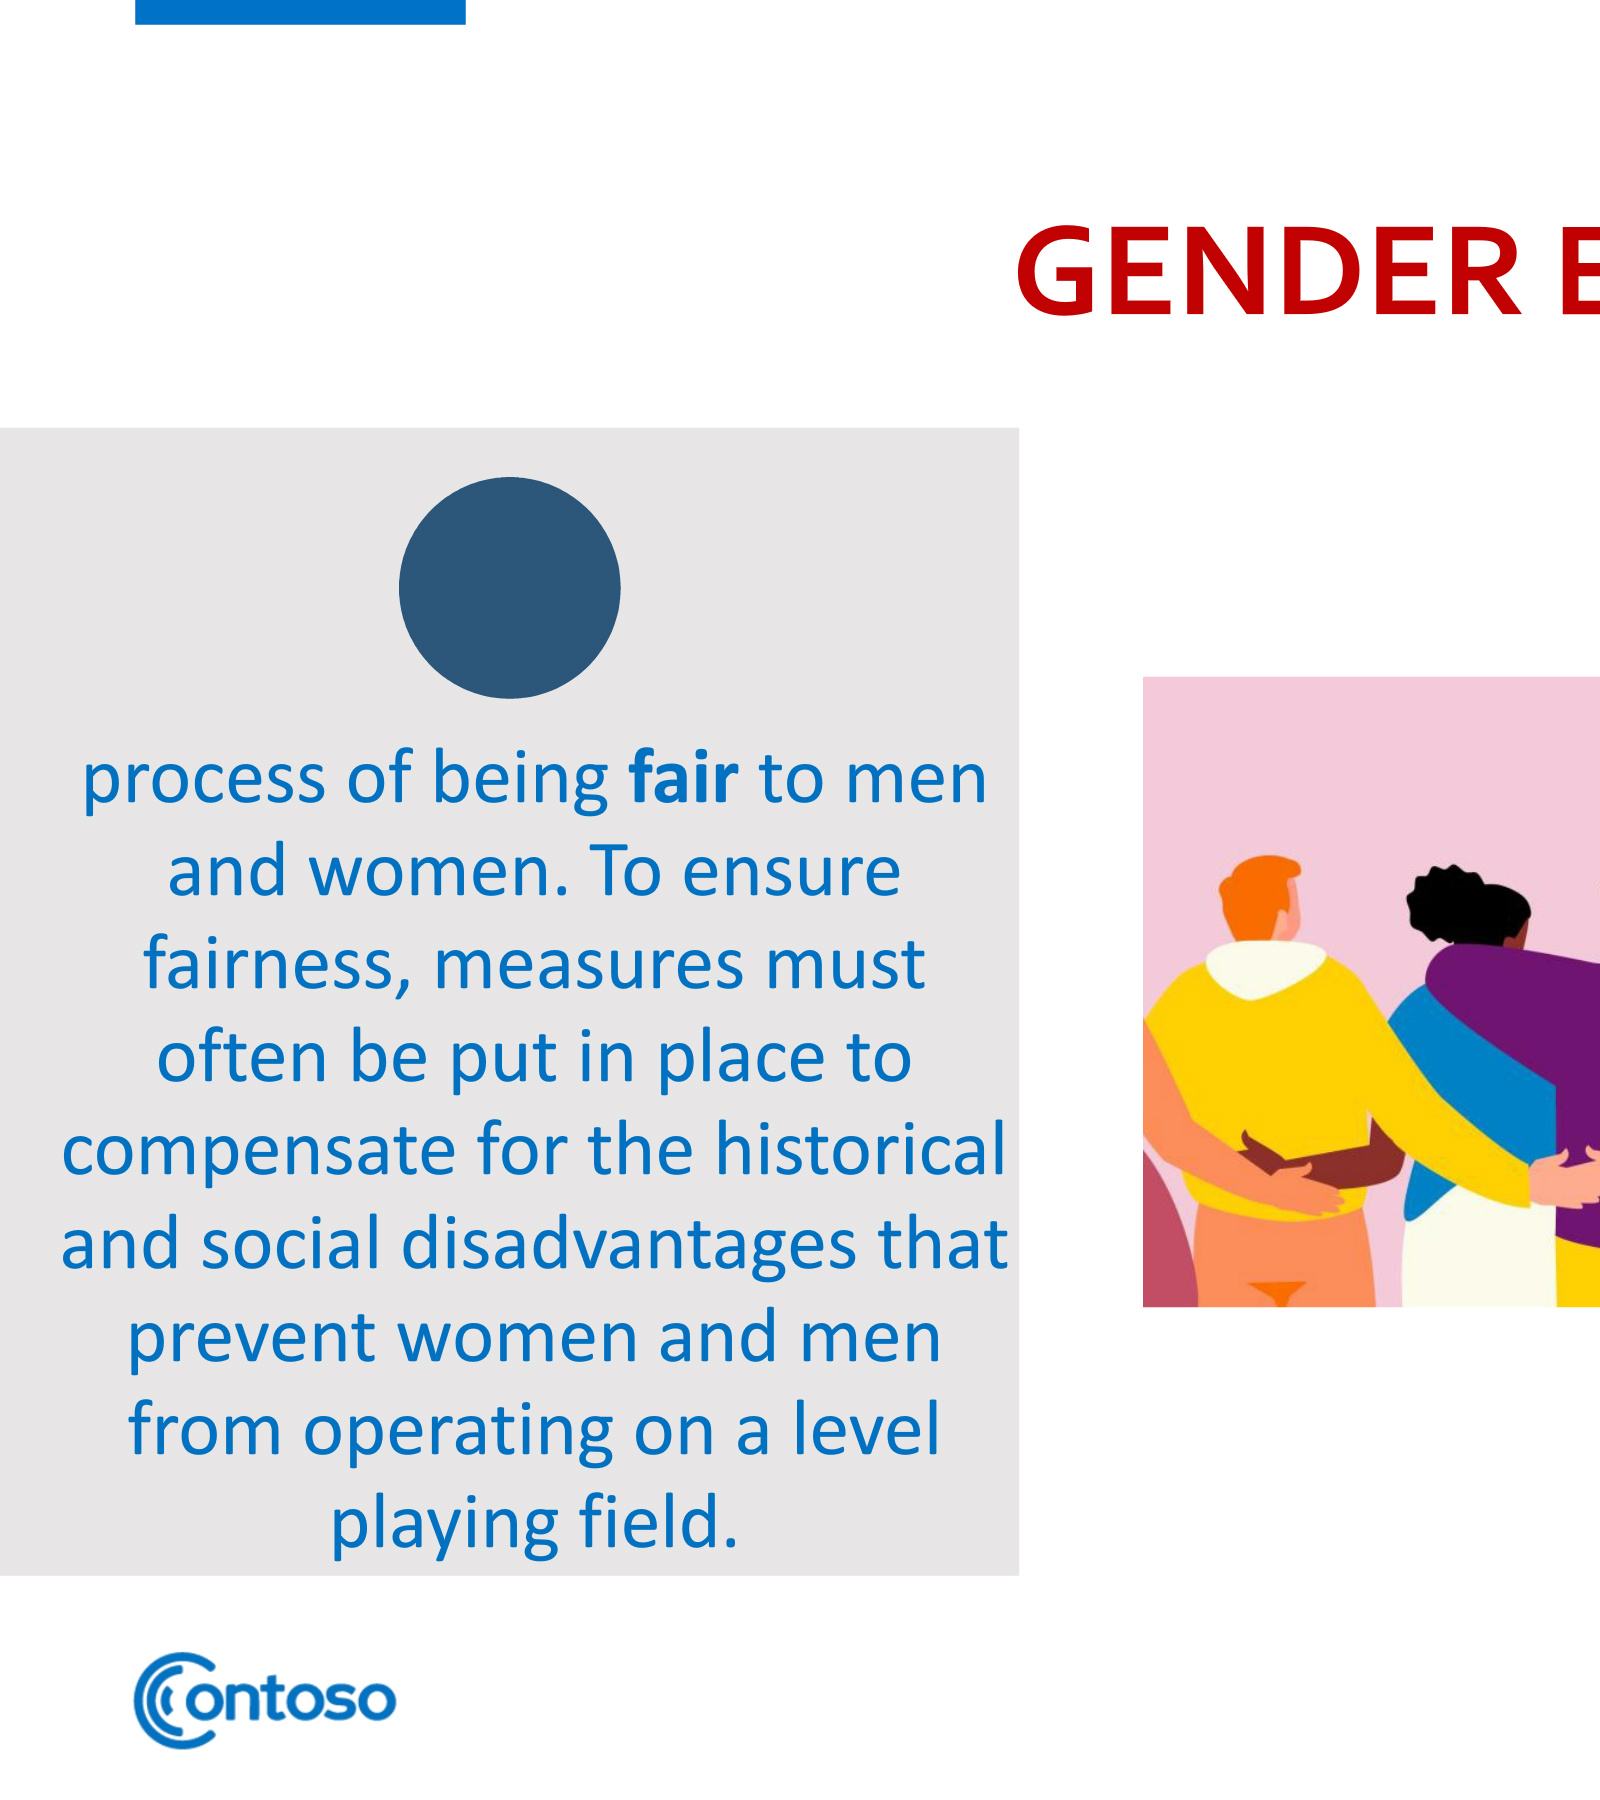 GENDER E
process of being fair to men
and women. To ensure
fairness, measures must
often be put in place to
compensate for the historical
and social disadvantages that
prevent women and men
from operating on a level
playing field.
Contoso